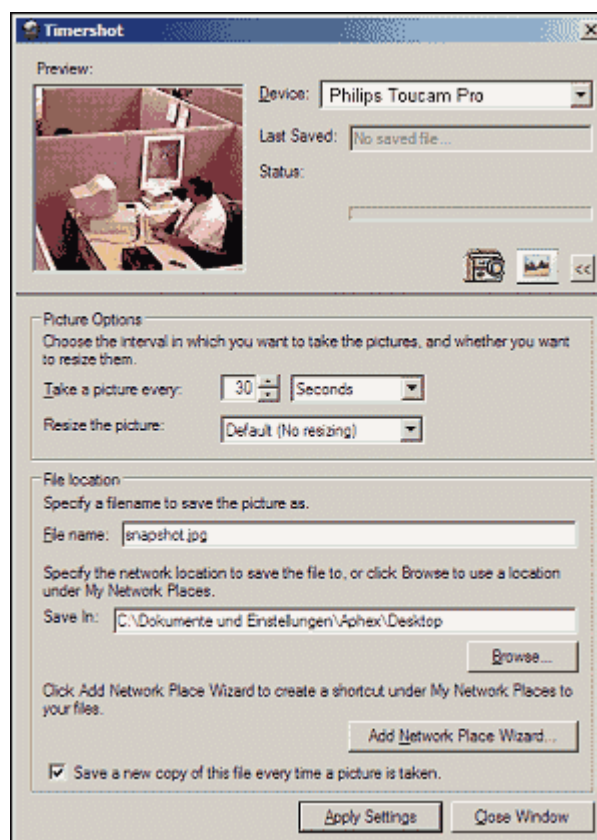 Timershot
Preview:
Device: Philips Toucam Pro
Last Saved: No saved file...
Status:
<<
Picture Options
Choose the interval in which you want to take the pictures, and whether you want
to resize them.
Take a picture every: 30 Seconds
Resize the picture: Default (No resizing)
File location
Specify a filename to save the picture as.
File name: snapshot.jpg
Specify the network location to save the file to, or click Browse to use a location
under My Network Places.
Save In: C:\Dokumente und Einstellungen\Aphex\Desktop
Browse...
Click Add Network Place Wizard to create a shortcut under My Network Places to
your files.
Add Network Place Wizard...
Save a new copy of this file every time a picture is taken.
Apply Settings Close Window